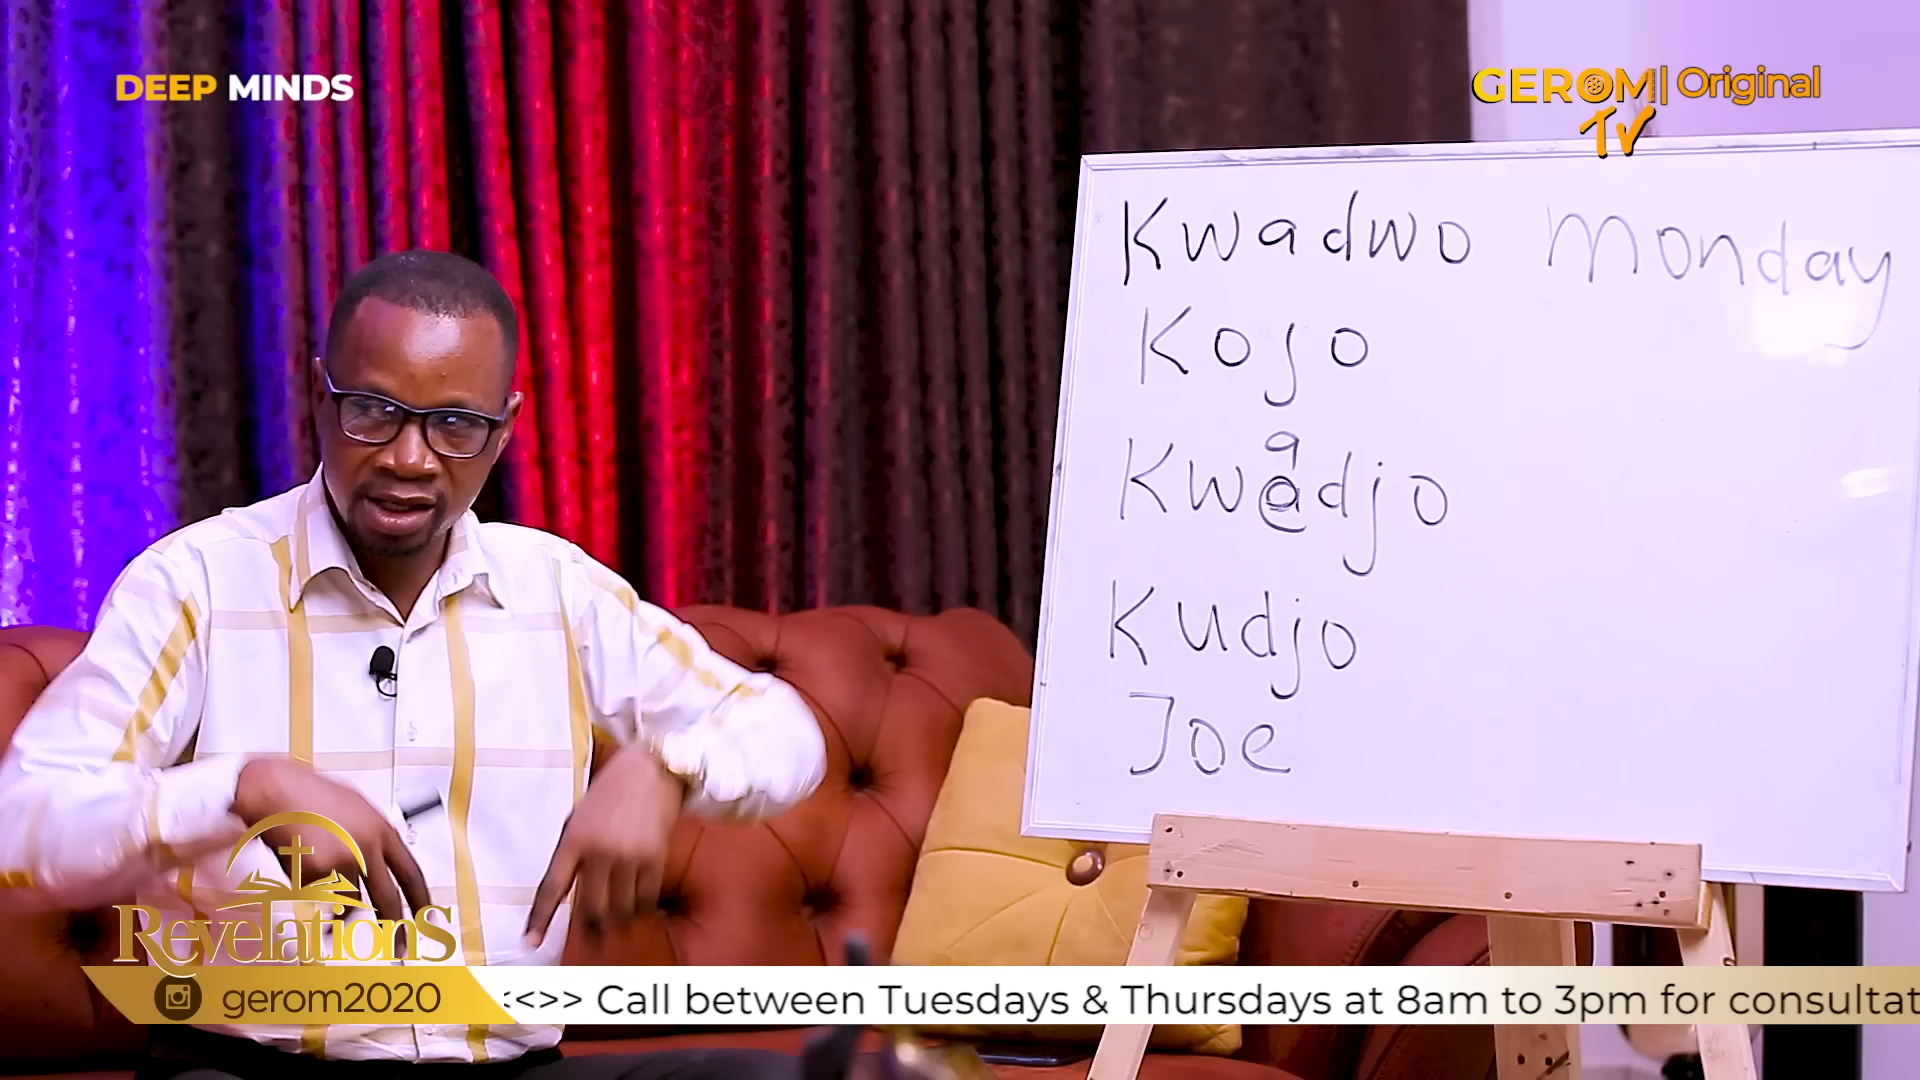 DEEP MINDS
GEROM| Original
TV
Kwadwo Monday
Kojo
a
Kwadjo
Kudjo
Joe
RevelationS
gerom2020
<<>> Call between Tuesdays & Thursdays at 8am to 3pm for consultat